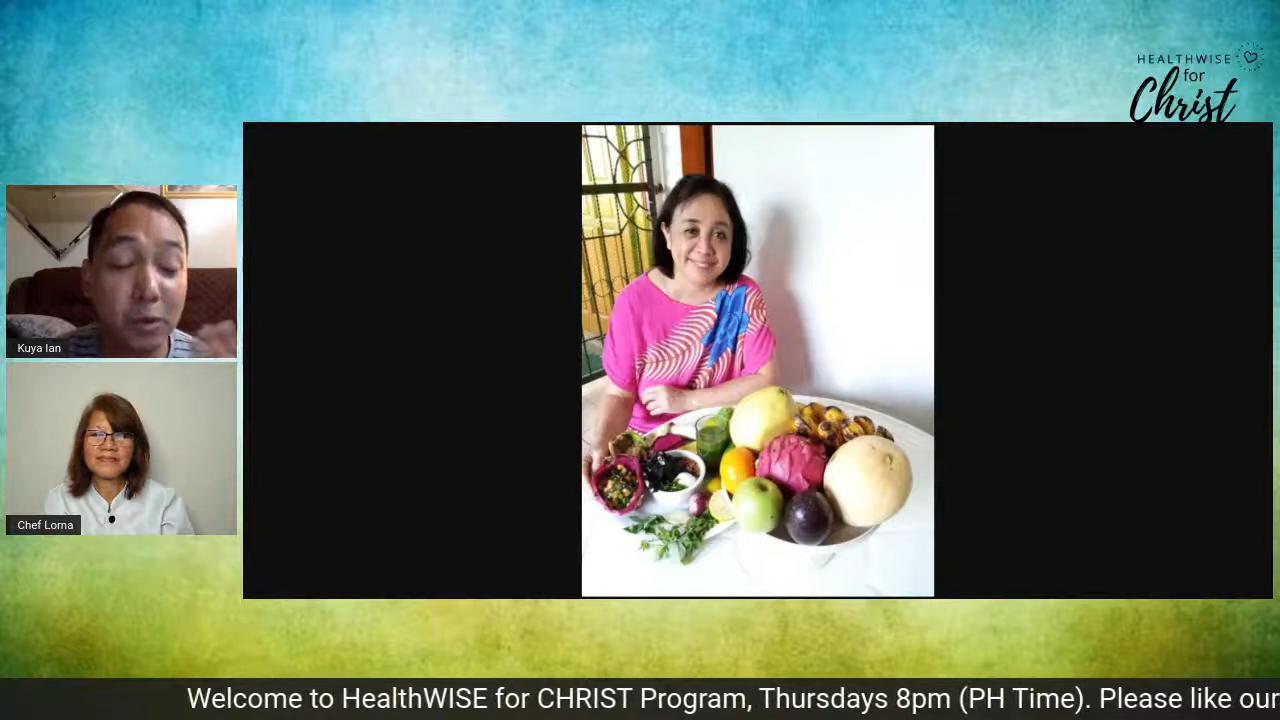 HEALTHWISE
for
Christ
Kuya Ian
Chef Lorna
Welcome to HealthWISE for CHRIST Program, Thursdays 8pm (PH Time). Please like our